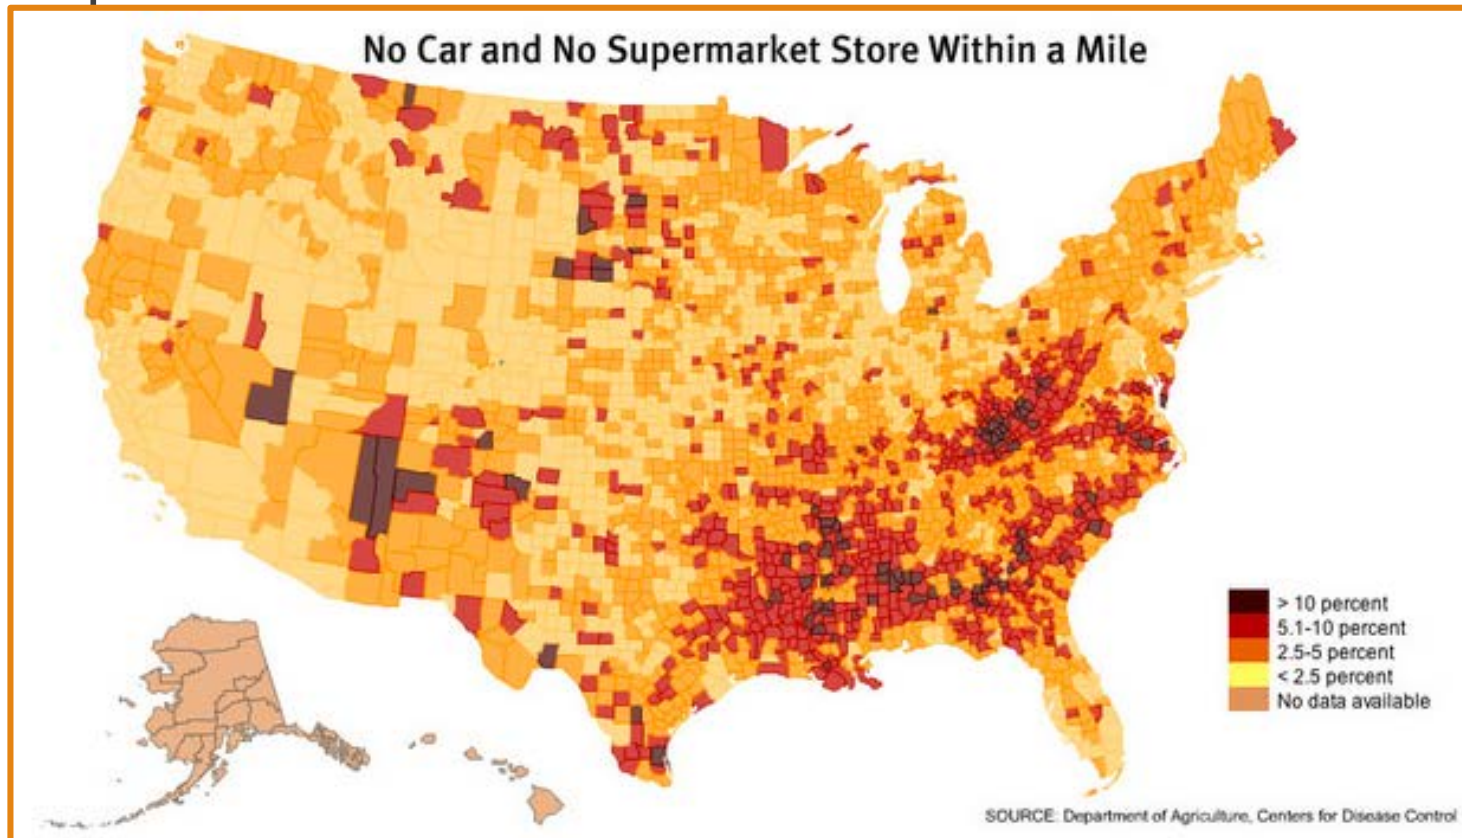 No Car and No Supermarket Store Within a Mile
> 10 percent
5.1-10 percent
2.5-5 percent
< 2.5 percent
No data available
SOURCE: Department of Agriculture, Centers for Disease Control